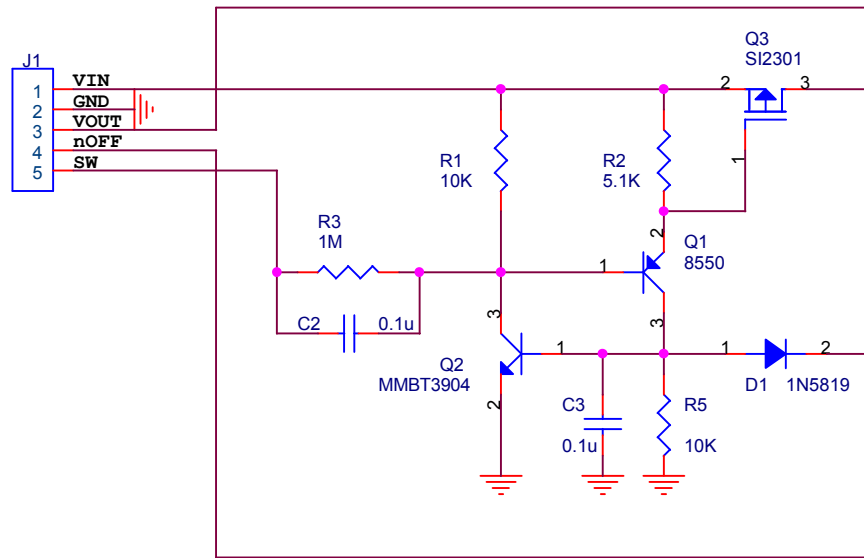 J1
1 VIN
2 GND
3 VOUT
4 nOFF
5 SW
Q3
SI2301
2
3
1
R1
10K
R2
5.1K
R3
1M
2
Q1
8550
1
3
C2
0.1u
3
1
Q2
MMBT3904
2
1
2
D1
1N5819
C3
0.1u
R5
10K